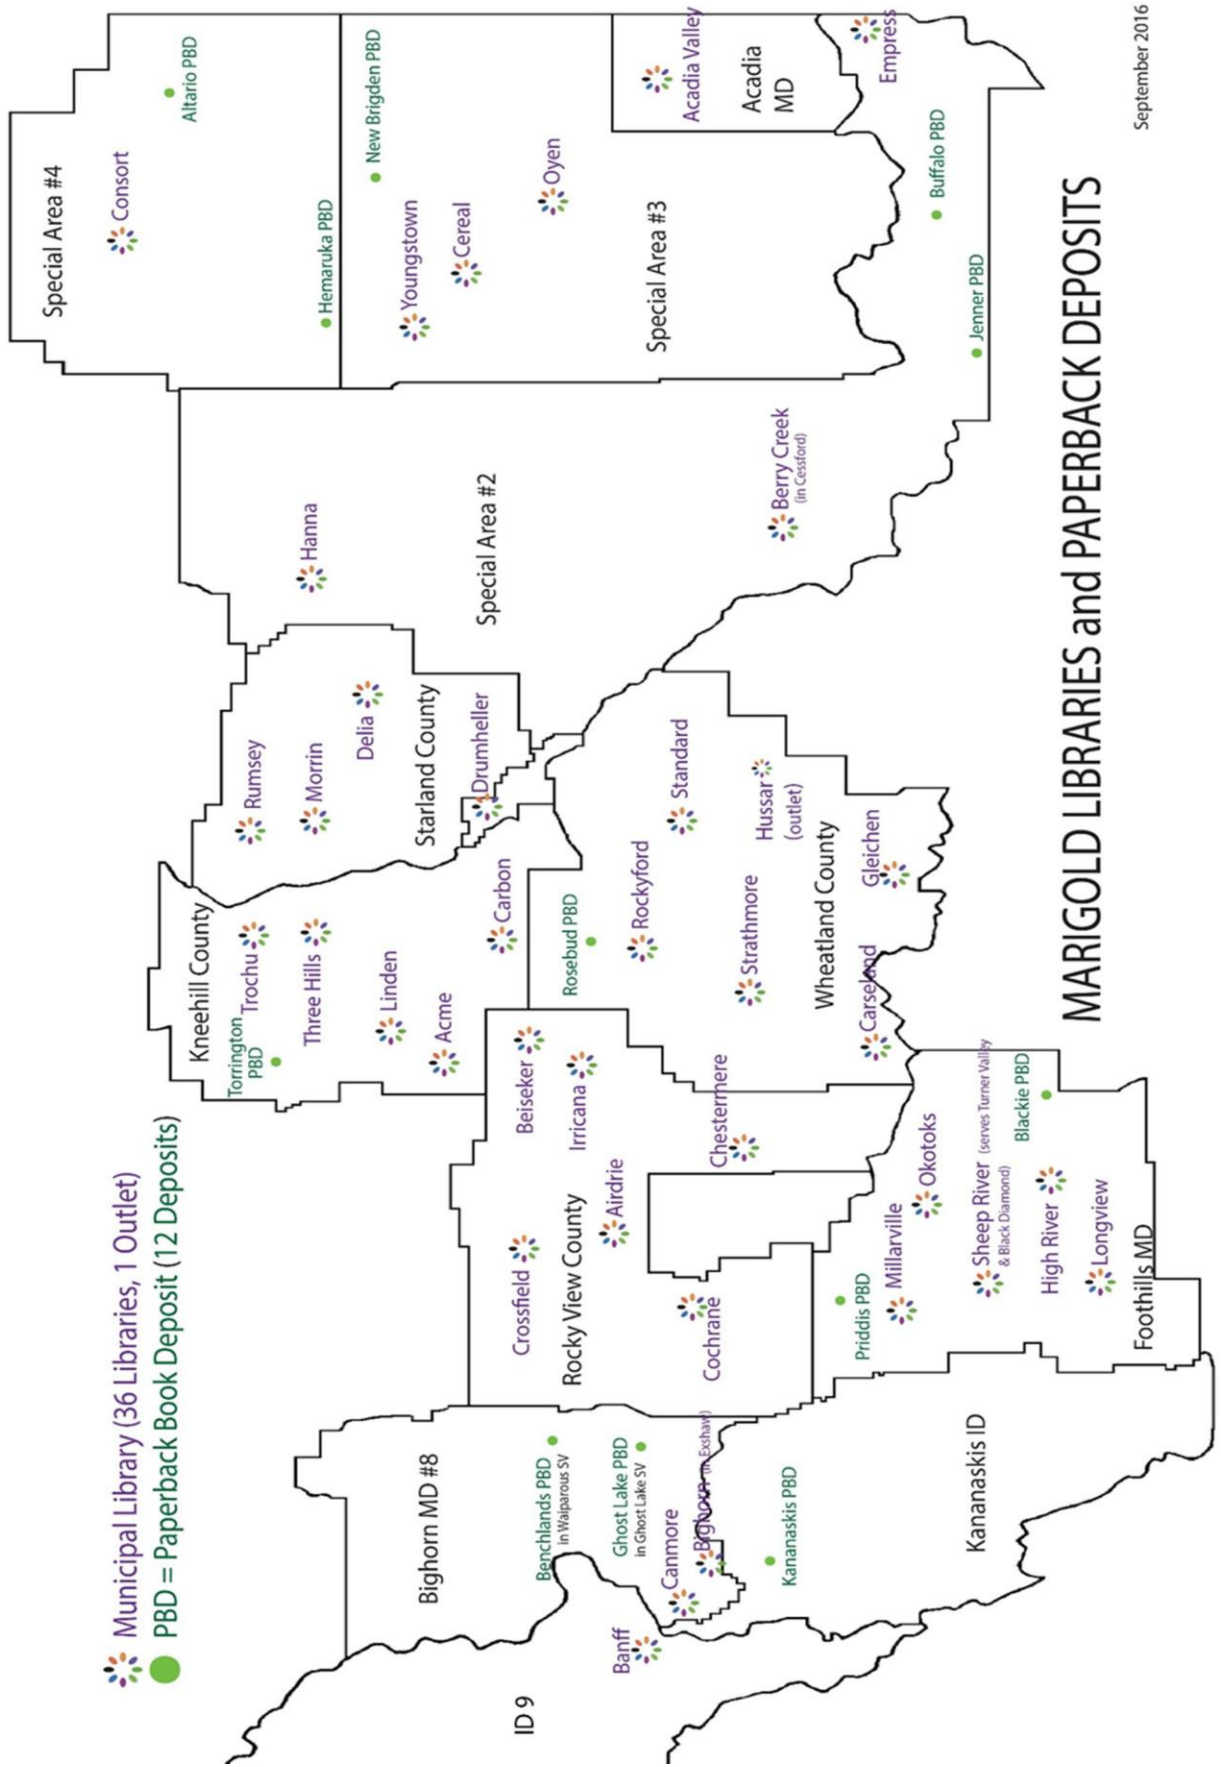 Municipal Library (36 Libraries, 1 Outlet)
PBD = Paperback Book Deposit (12 Deposits)
ID 9
Banff
Bighorn MD #8
Benchlands PBD
in Waiparous SV
Ghost Lake PBD
in Ghost Lake SV
Canmore
Bighorn (in Exshaw)
Kananaskis PBD
Kananaskis ID
Crossfield
Rocky View County
Airdrie
Cochrane
Beiseker
Irricana
Chestermere
Priddis PBD
Millarville
Okotoks
Sheep River (serves Turner Valley
& Black Diamond)
High River
Blackie PBD
Longview
Foothills MD
Kneehill County
Torrington
PBD
Trochu
Three Hills
Linden
Acme
Carbon
Rosebud PBD
Rockyford
Strathmore
Standard
Hussar
(outlet)
Wheatland County
Carseland
Gleichen
Rumsey
Morrin
Delia
Starland County
Drumheller
Hanna
Special Area #2
Berry Creek
(in Cessford)
Special Area #4
Consort
Altario PBD
Hemaruka PBD
New Brigden PBD
Youngstown
Cereal
Oyen
Special Area #3
Acadia Valley
Acadia
MD
Empress
Buffalo PBD
Jenner PBD
MARIGOLD LIBRARIES and PAPERBACK DEPOSITS
September 2016